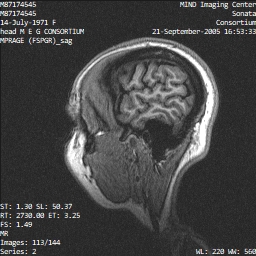 M87174545
MIND Imaging Center
M87174545
Sonata
14-July-1971 F
Consortium
head M E G CONSORTIUM
21-September-2005 16:53:33
MPRAGE (FSPGR)_sag
ST: 1.30 SL: 50.37
RT: 2730.00 ET: 3.25
FS: 1.49
MR
Images: 113/144
Series: 2
WL: 220 WW: 560